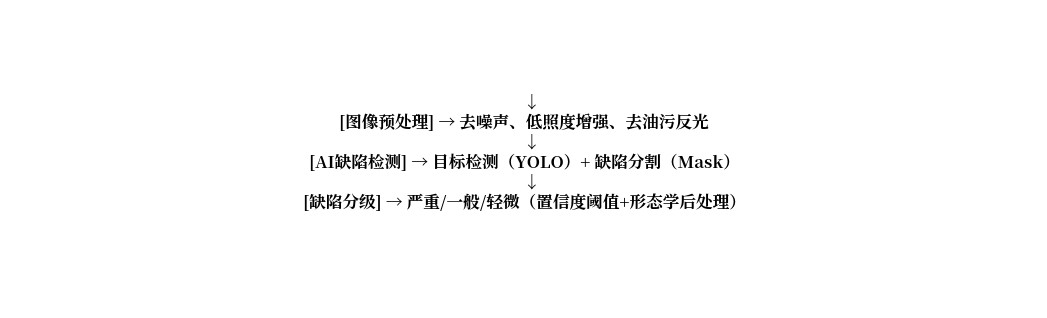 ↓
[图像预处理] → 去噪声、低照度增强、去油污反光
↓
[AI缺陷检测] → 目标检测（YOLO）+ 缺陷分割（Mask）
↓
[缺陷分级] → 严重/一般/轻微（置信度阈值+形态学后处理）